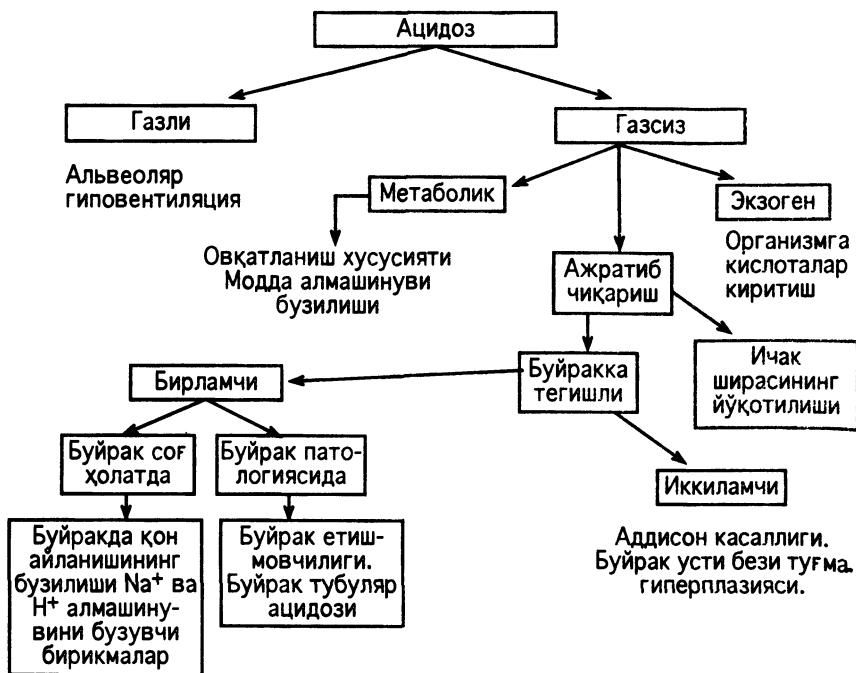 Ацидоз
Газли
Газсиз
Альвеоляр
гиповентиляция
Метаболик
Экзоген
Овқатланиш хусусияти
Модда алмашинуви
бузилиши
Ажратиб
чиқариш
Организмга
кислоталар
киритиш
Бирламчи
Буйракка
тегишли
Ичак
ширасининг
йўқотилиши
Буйрак соғ
ҳолатда
Буйрак пато-
логиясида
Иккиламчи
Буйракда қон
айланишининг
бузилиши Na⁺ ва
H⁺ алмашину-
вини бузувчи
бирикмалар
Буйрак етиш-
мовчилиги.
Буйрак тубуляр
ацидози
Аддисон касаллиги.
Буйрак усти бези туғма.
гиперплазияси.